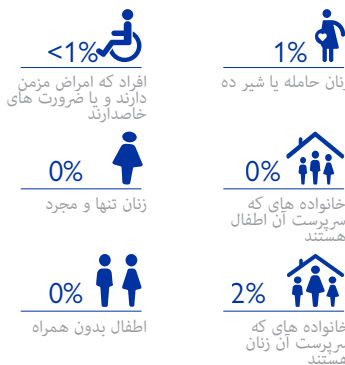 1%
زنان حامله یا شیر ده
<1%
افراد که امراض مزمن
دارند و یا ضرورت های
خاصدارند
0%
خانواده های که
سرپرست آن اطفال
هستند
0%
زنان تنها و مجرد
2%
خانواده های که
سرپرست آن زنان
هستند
0%
اطفال بدون همراه